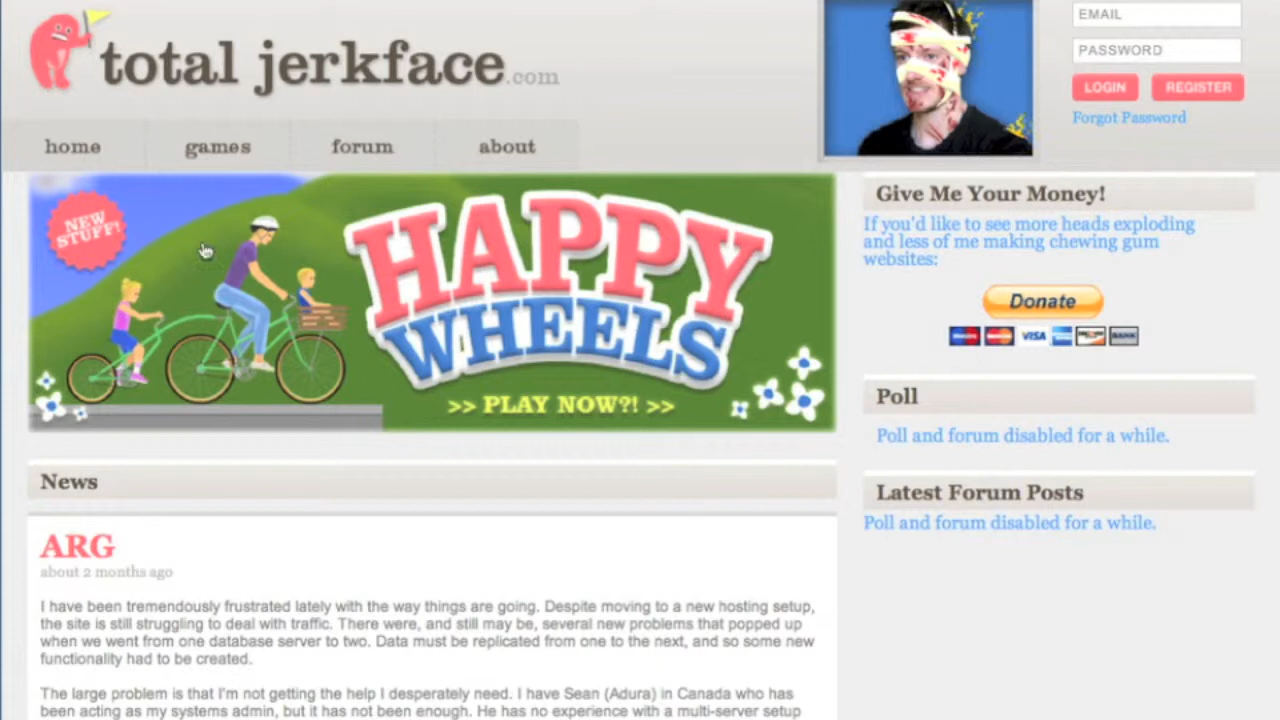 total jerkface.com
EMAIL
PASSWORD
LOGIN REGISTER
Forgot Password
home games forum about
NEW
STUFF!
HAPPY
WHEELS
>> PLAY NOW?! >>
Give Me Your Money!
If you'd like to see more heads exploding
and less of me making chewing gum
websites:
Donate
VISA
Poll
Poll and forum disabled for a while.
Latest Forum Posts
Poll and forum disabled for a while.
News
ARG
about 2 months ago
I have been tremendously frustrated lately with the way things are going. Despite moving to a new hosting setup,
the site is still struggling to deal with traffic. There were, and still may be, several new problems that popped up
when we went from one database server to two. Data must be replicated from one to the next, and so some new
functionality had to be created.
The large problem is that I'm not getting the help I desperately need. I have Sean (Adura) in Canada who has
been acting as my systems admin, but it has not been enough. He has no experience with a multi-server setup